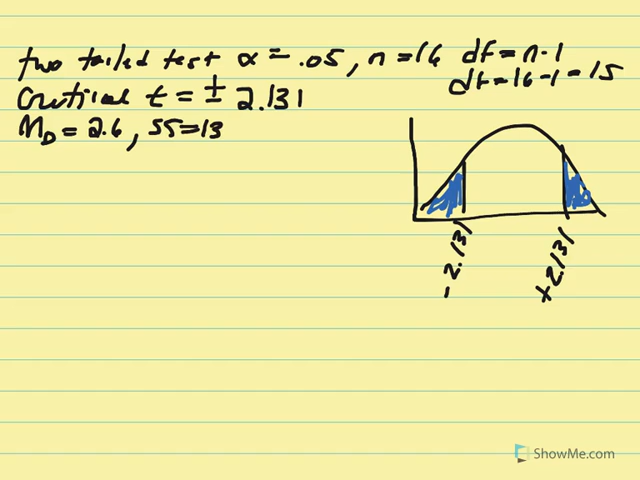 two tailed test α = .05, n = 16 df = n - 1
df = 16 - 1 = 15
critical t = ± 2.131
M_D = 2.6, SS = 13
- 2.131
+ 2.131
ShowMe.com